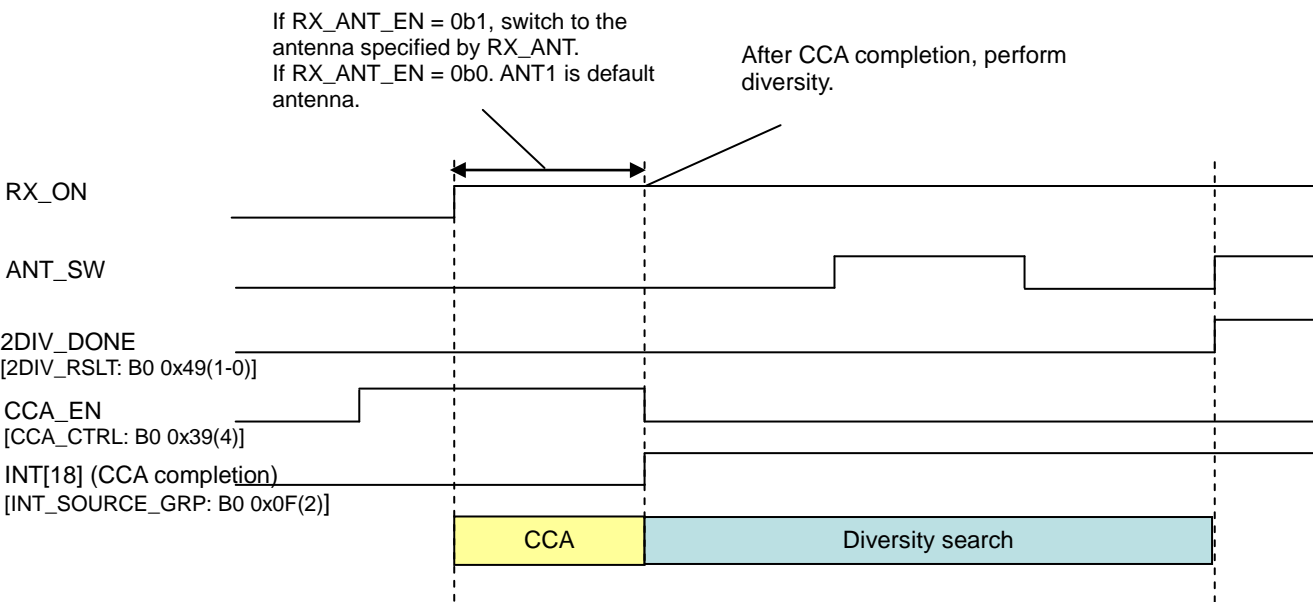 If RX_ANT_EN = 0b1, switch to the
antenna specified by RX_ANT.
If RX_ANT_EN = 0b0. ANT1 is default
antenna.
After CCA completion, perform
diversity.
RX_ON
ANT_SW
2DIV_DONE
[2DIV_RSLT: B0 0x49(1-0)]
CCA_EN
[CCA_CTRL: B0 0x39(4)]
INT[18] (CCA completion)
[INT_SOURCE_GRP: B0 0x0F(2)]
CCA
Diversity search